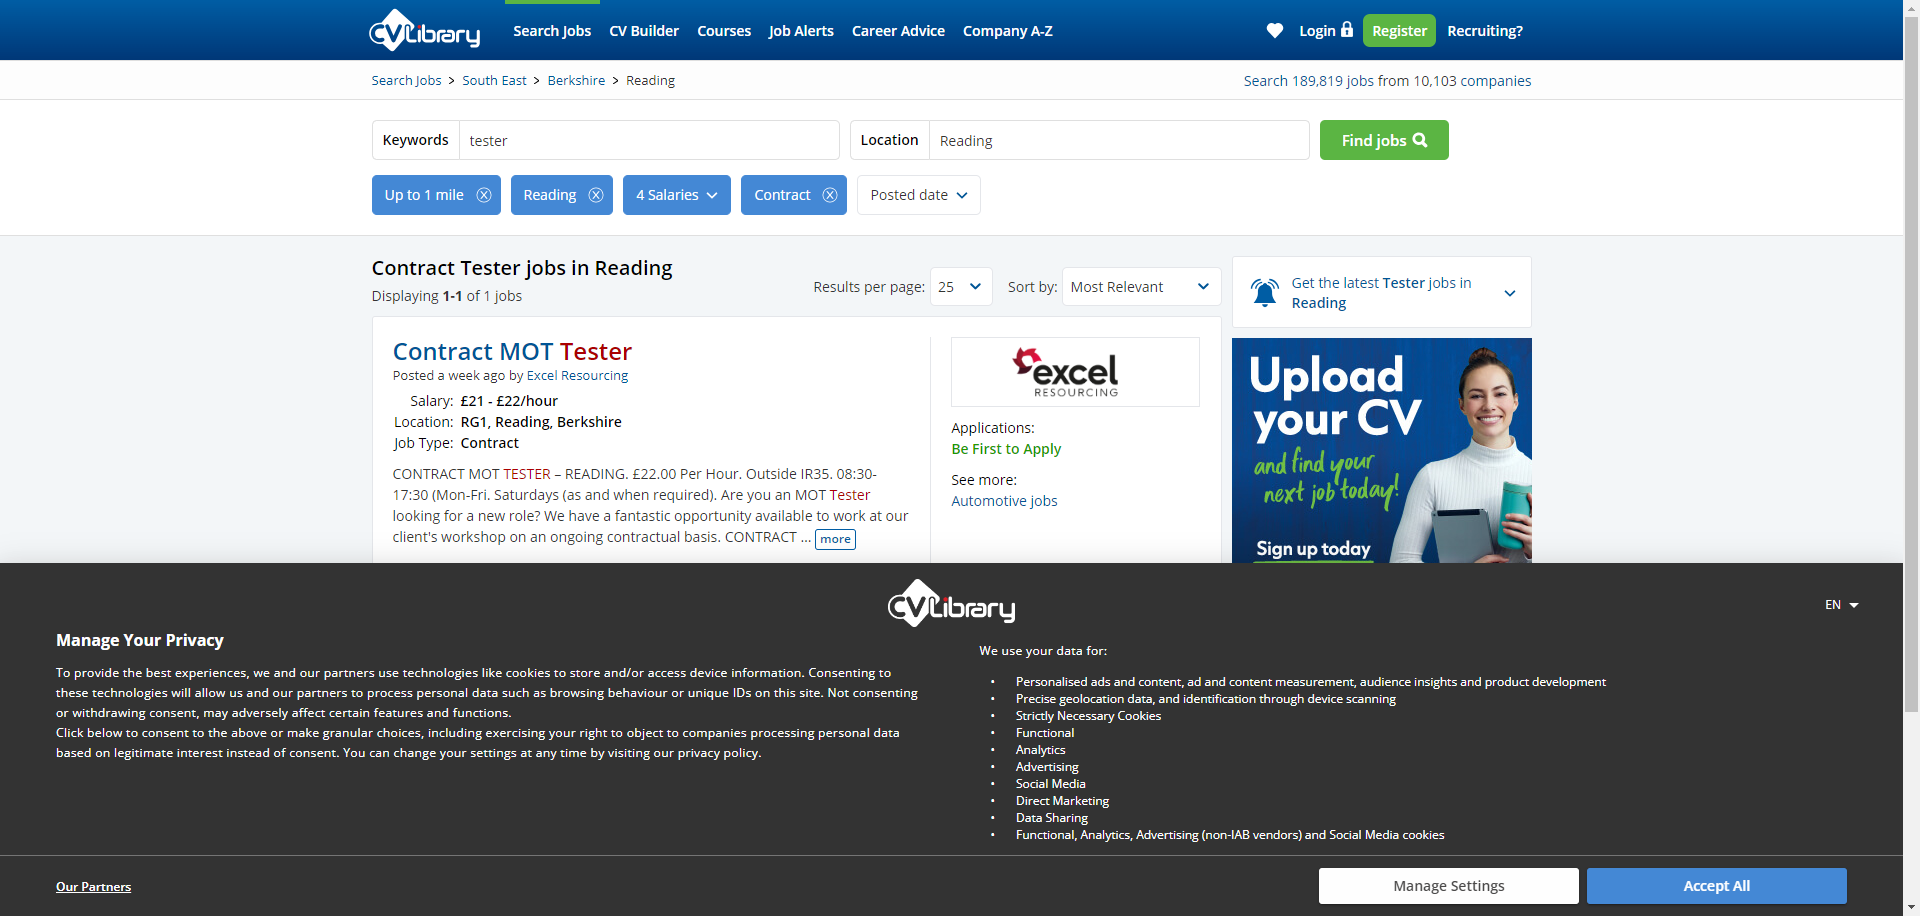 CVLibrary
Search Jobs CV Builder Courses Job Alerts Career Advice Company A-Z
Login Register Recruiting?
Search Jobs > South East > Berkshire > Reading
Search 189,819 jobs from 10,103 companies
Keywords tester Location Reading Find jobs
Up to 1 mile Reading 4 Salaries Contract Posted date
Contract Tester jobs in Reading
Displaying 1-1 of 1 jobs
Results per page: 25 Sort by: Most Relevant
Get the latest Tester jobs in
Reading
Contract MOT Tester
Posted a week ago by Excel Resourcing
Salary: £21 - £22/hour
Location: RG1, Reading, Berkshire
Job Type: Contract
CONTRACT MOT TESTER – READING. £22.00 Per Hour. Outside IR35. 08:30-
17:30 (Mon-Fri. Saturdays (as and when required). Are you an MOT Tester
looking for a new role? We have a fantastic opportunity available to work at our
client's workshop on an ongoing contractual basis. CONTRACT ... more
excel
RESOURCING
Applications:
Be First to Apply
See more:
Automotive jobs
Upload
your CV
and find your
next job today!
Sign up today
CVLibrary
EN
Manage Your Privacy
To provide the best experiences, we and our partners use technologies like cookies to store and/or access device information. Consenting to
these technologies will allow us and our partners to process personal data such as browsing behaviour or unique IDs on this site. Not consenting
or withdrawing consent, may adversely affect certain features and functions.
Click below to consent to the above or make granular choices, including exercising your right to object to companies processing personal data
based on legitimate interest instead of consent. You can change your settings at any time by visiting our privacy policy.
We use your data for:
• Personalised ads and content, ad and content measurement, audience insights and product development
• Precise geolocation data, and identification through device scanning
• Strictly Necessary Cookies
• Functional
• Analytics
• Advertising
• Social Media
• Direct Marketing
• Data Sharing
• Functional, Analytics, Advertising (non-IAB vendors) and Social Media cookies
Our Partners
Manage Settings Accept All